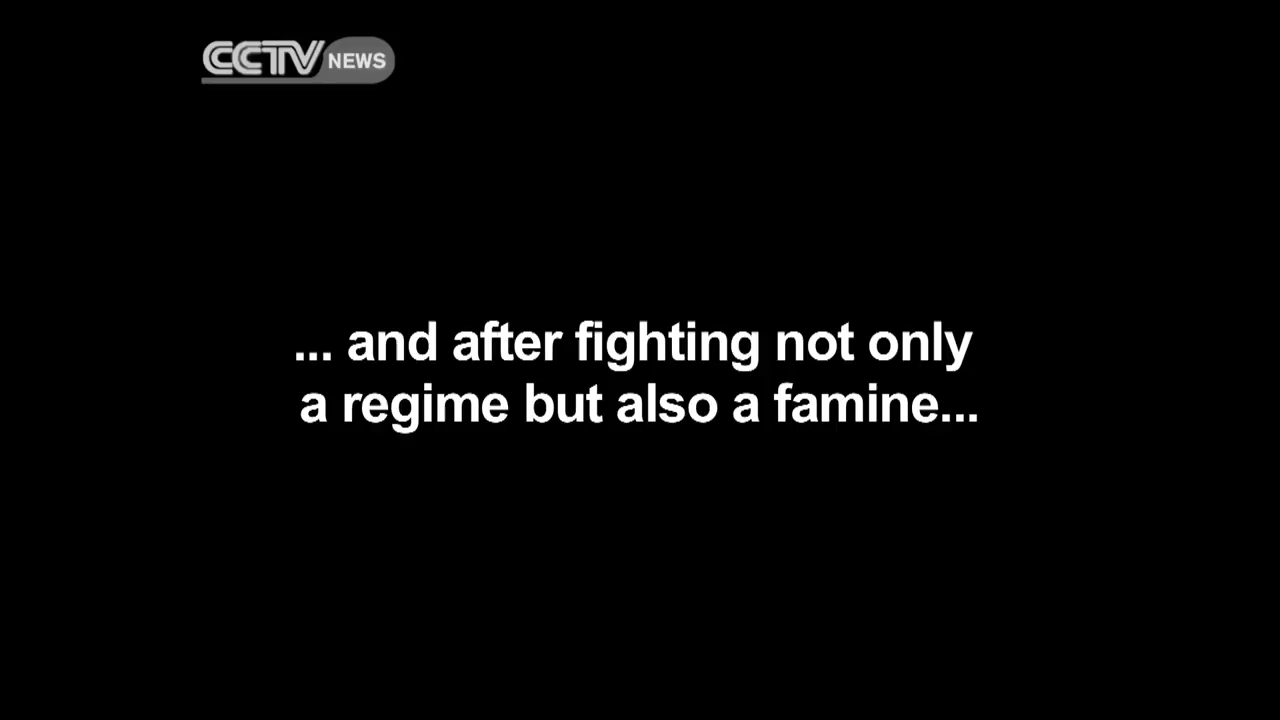 CCTV NEWS
... and after fighting not only
a regime but also a famine...